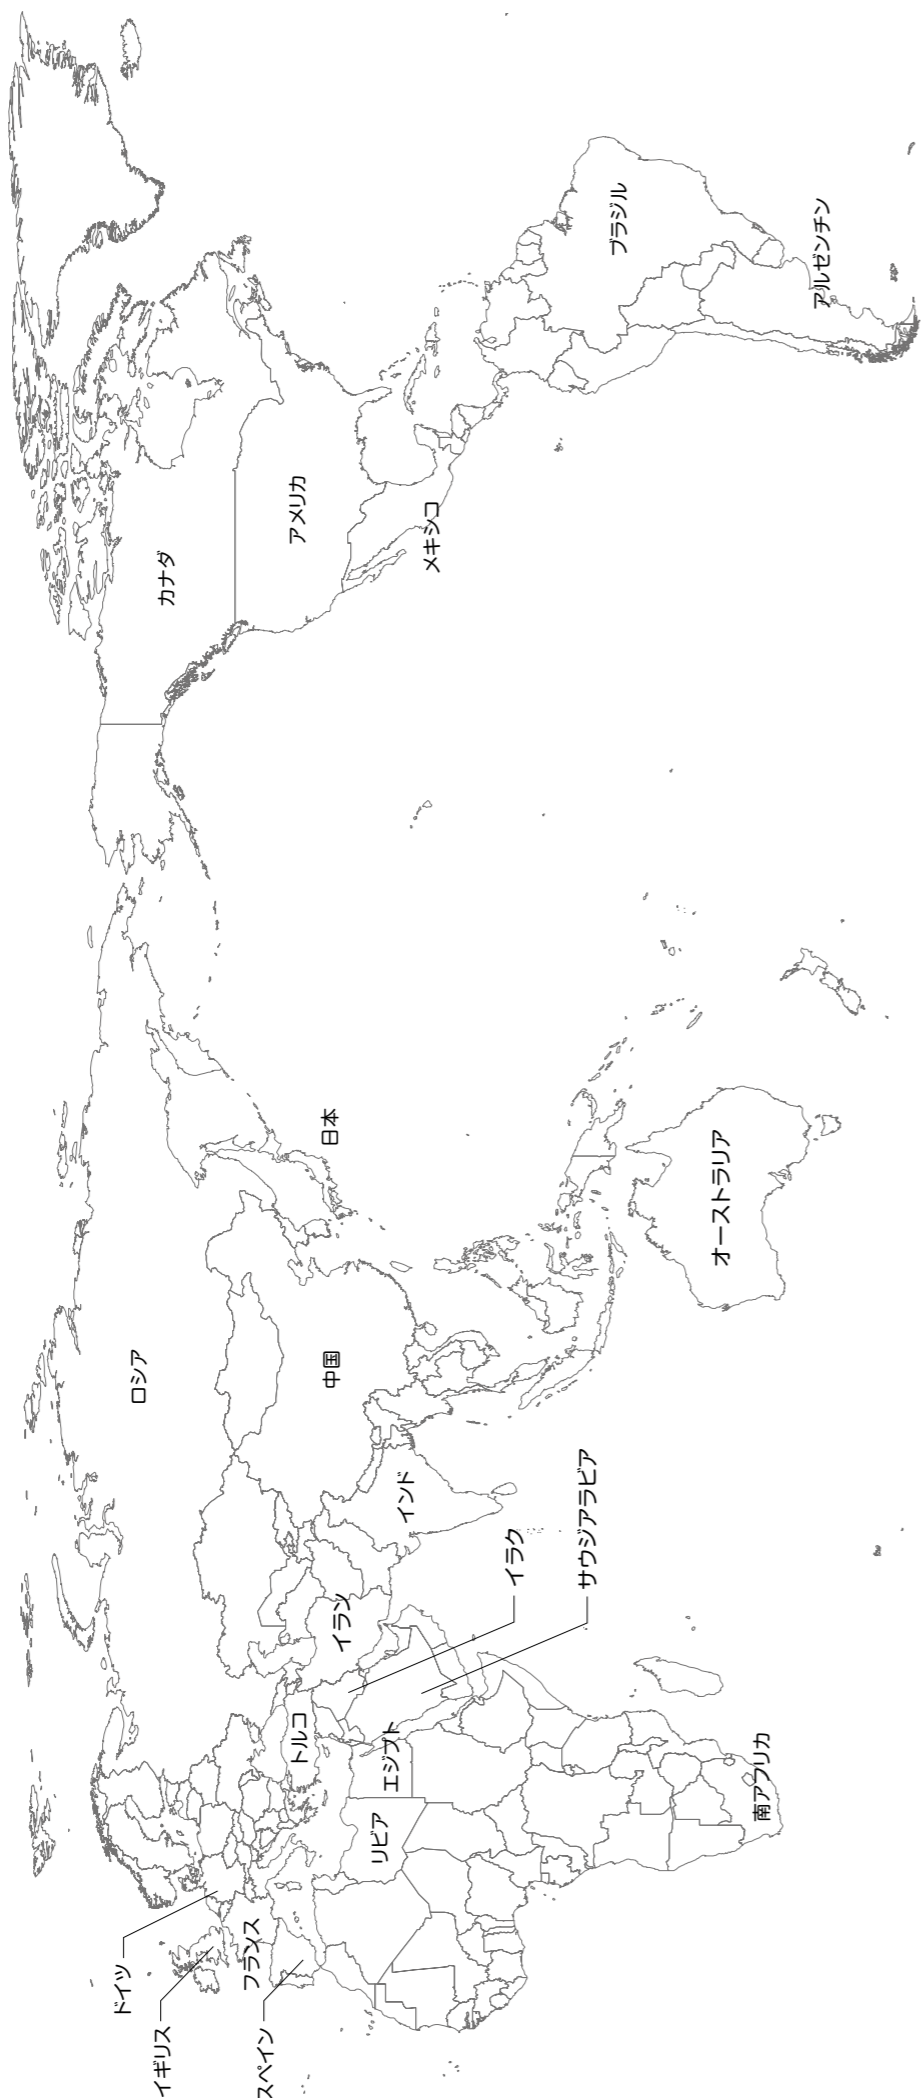 ドイツ
イギリス
フランス
スペイン
ロシア
トルコ
イラン
イラク
サウジアラビア
エジプト
リビア
南アフリカ
インド
中国
日本
オーストラリア
カナダ
アメリカ
メキシコ
ブラジル
アルゼンチン